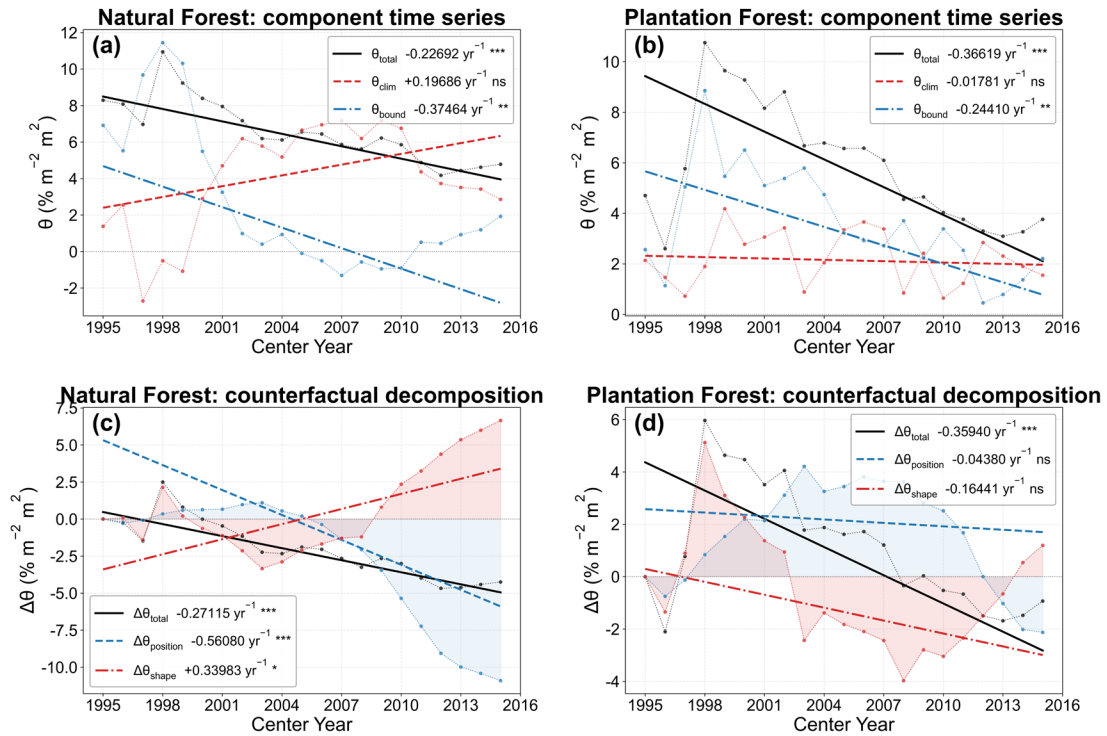 Natural Forest: component time series
(a)
θtotal -0.22692 yr⁻¹ ***
θclim +0.19686 yr⁻¹ ns
θbound -0.37464 yr⁻¹ **
12
10
8
6
4
2
0
-2
θ (% m⁻² m²)
1995 1998 2001 2004 2007 2010 2013 2016
Center Year
Plantation Forest: component time series
(b)
θtotal -0.36619 yr⁻¹ ***
θclim -0.01781 yr⁻¹ ns
θbound -0.24410 yr⁻¹ **
10
8
6
4
2
0
θ (% m⁻² m²)
1995 1998 2001 2004 2007 2010 2013 2016
Center Year
Natural Forest: counterfactual decomposition
(c)
7.5
5.0
2.5
0.0
-2.5
-5.0
-7.5
-10.0
Δθ (% m⁻² m²)
Δθtotal -0.27115 yr⁻¹ ***
Δθposition -0.56080 yr⁻¹ ***
Δθshape +0.33983 yr⁻¹ *
1995 1998 2001 2004 2007 2010 2013 2016
Center Year
Plantation Forest: counterfactual decomposition
(d)
Δθtotal -0.35940 yr⁻¹ ***
Δθposition -0.04380 yr⁻¹ ns
Δθshape -0.16441 yr⁻¹ ns
6
4
2
0
-2
-4
Δθ (% m⁻² m²)
1995 1998 2001 2004 2007 2010 2013 2016
Center Year